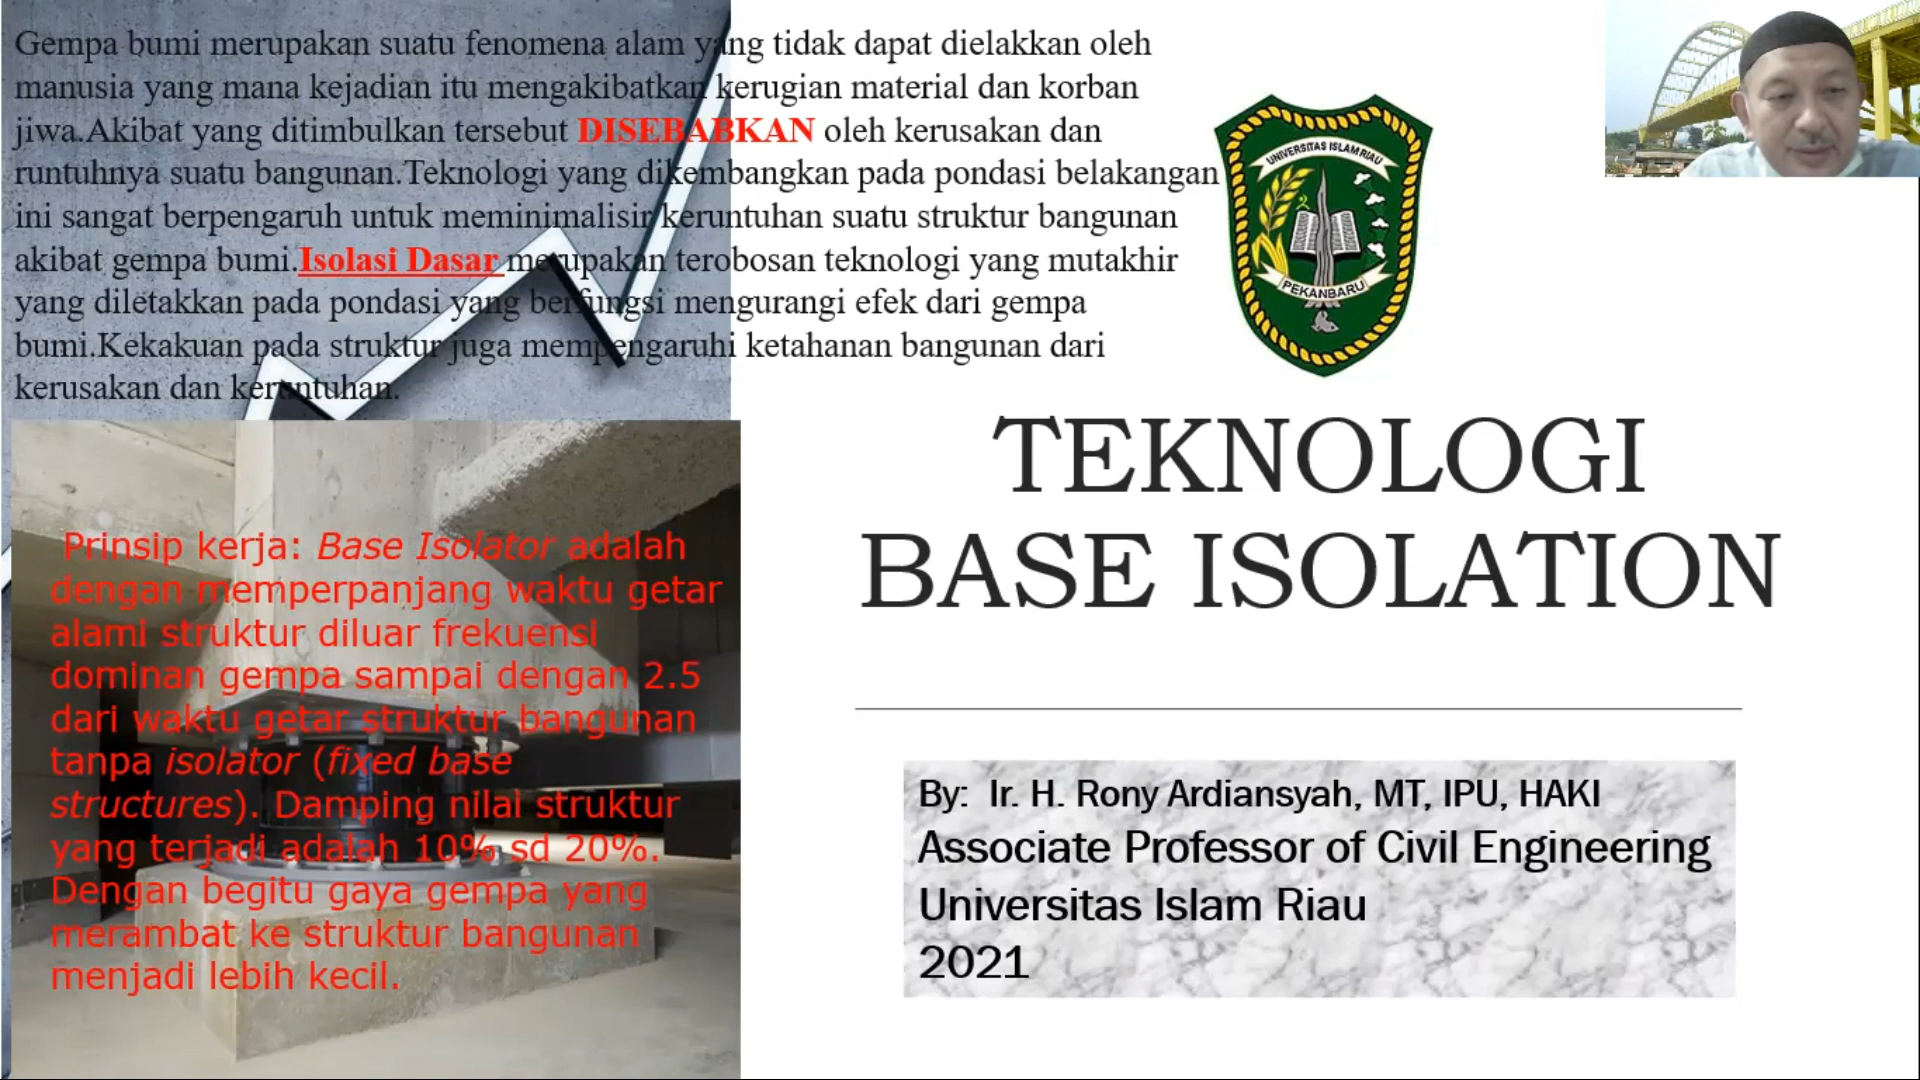 Gempa bumi merupakan suatu fenomena alam yang tidak dapat dielakkan oleh
manusia yang mana kejadian itu mengakibatkan kerugian material dan korban
jiwa.Akibat yang ditimbulkan tersebut DISEBABKAN oleh kerusakan dan
runtuhnya suatu bangunan.Teknologi yang dikembangkan pada pondasi belakangan
ini sangat berpengaruh untuk meminimalisir keruntuhan suatu struktur bangunan
akibat gempa bumi.Isolasi Dasar merupakan terobosan teknologi yang mutakhir
yang diletakkan pada pondasi yang berfungsi mengurangi efek dari gempa
bumi.Kekakuan pada struktur juga mempengaruhi ketahanan bangunan dari
kerusakan dan keruntuhan.
UNIVERSITAS ISLAM RIAU
PEKANBARU
TEKNOLOGI
BASE ISOLATION
Prinsip kerja: Base Isolator adalah
dengan memperpanjang waktu getar
alami struktur diluar frekuensi
dominan gempa sampai dengan 2.5
dari waktu getar struktur bangunan
tanpa isolator (fixed base
structures). Damping nilai struktur
yang terjadi adalah 10% sd 20%.
Dengan begitu gaya gempa yang
merambat ke struktur bangunan
menjadi lebih kecil.
By: Ir. H. Rony Ardiansyah, MT, IPU, HAKI
Associate Professor of Civil Engineering
Universitas Islam Riau
2021